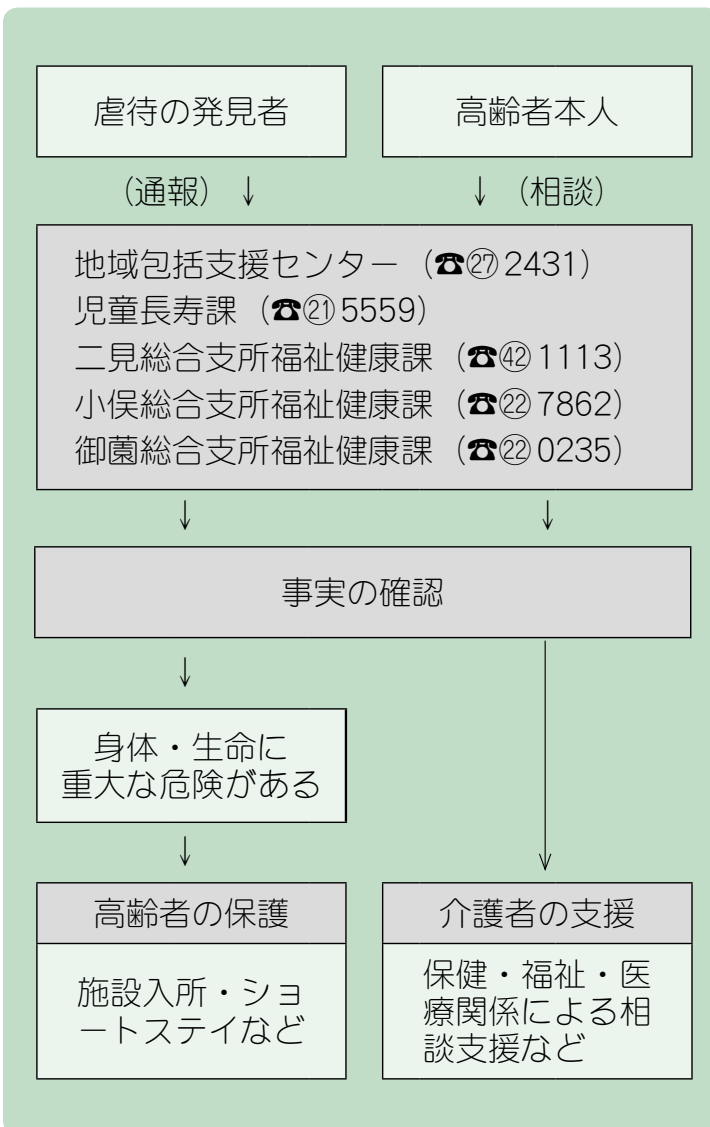 虐待の発見者
高齢者本人
（通報）↓
↓（相談）
地域包括支援センター（☎㉗2431）
児童長寿課（☎㉑5559）
二見総合支所福祉健康課（☎㊷1113）
小俣総合支所福祉健康課（☎㉒7862）
御薗総合支所福祉健康課（☎㉒0235）
↓
↓
事実の確認
↓
身体・生命に
重大な危険がある
↓
高齢者の保護
施設入所・ショ
ートステイなど
介護者の支援
保健・福祉・医
療関係による相
談支援など